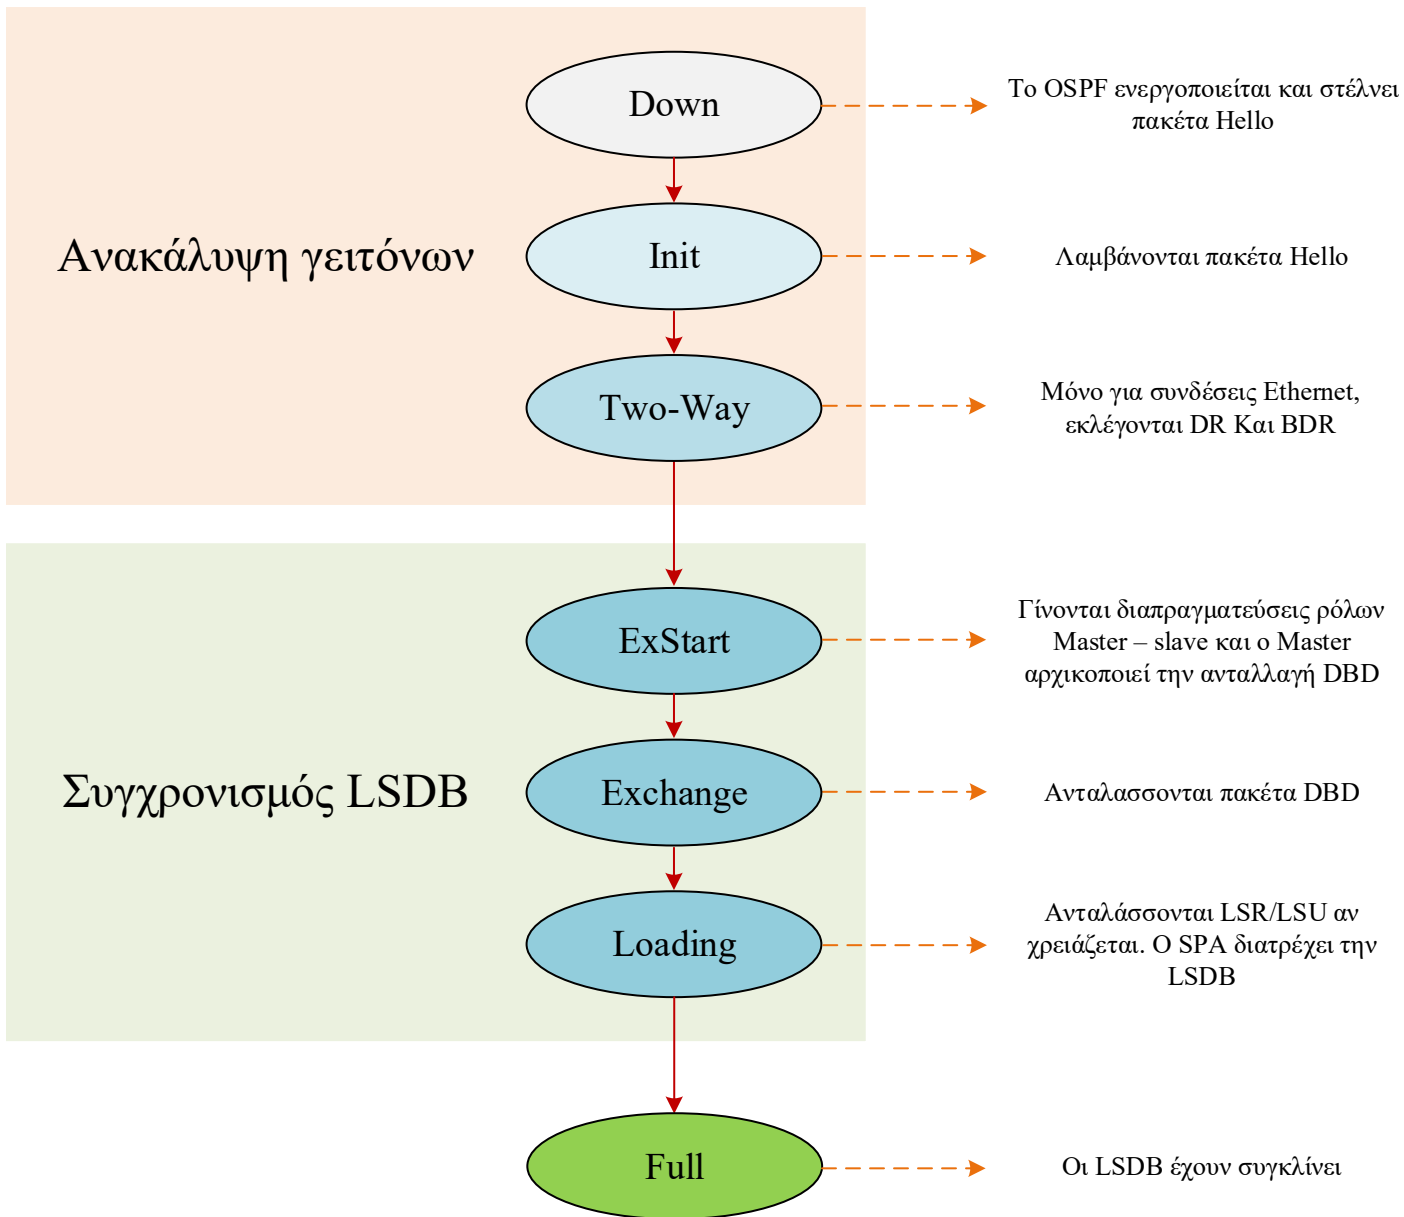 Down
Το OSPF ενεργοποιείται και στέλνει
πακέτα Hello
Ανακάλυψη γειτόνων
Init
Λαμβάνονται πακέτα Hello
Two-Way
Μόνο για συνδέσεις Ethernet,
εκλέγονται DR Και BDR
ExStart
Γίνονται διαπραγματεύσεις ρόλων
Master – slave και ο Master
αρχικοποιεί την ανταλλαγή DBD
Συγχρονισμός LSDB
Exchange
Ανταλασσονται πακέτα DBD
Loading
Ανταλάσσονται LSR/LSU αν
χρειάζεται. Ο SPA διατρέχει την
LSDB
Full
Οι LSDB έχουν συγκλίνει